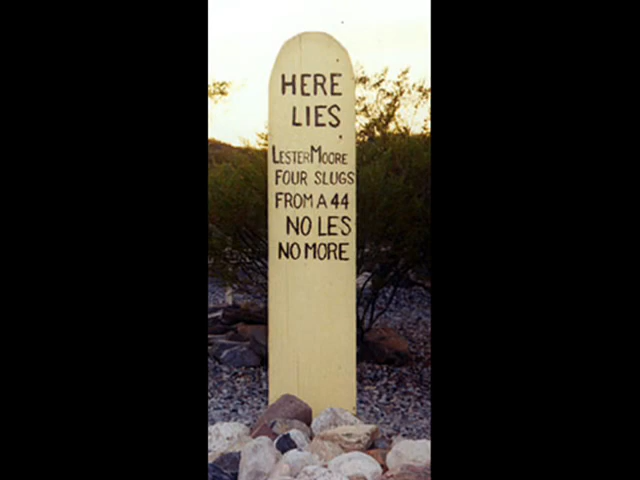 HERE
LIES
LESTER MOORE
FOUR SLUGS
FROM A 44
NO LES
NO MORE